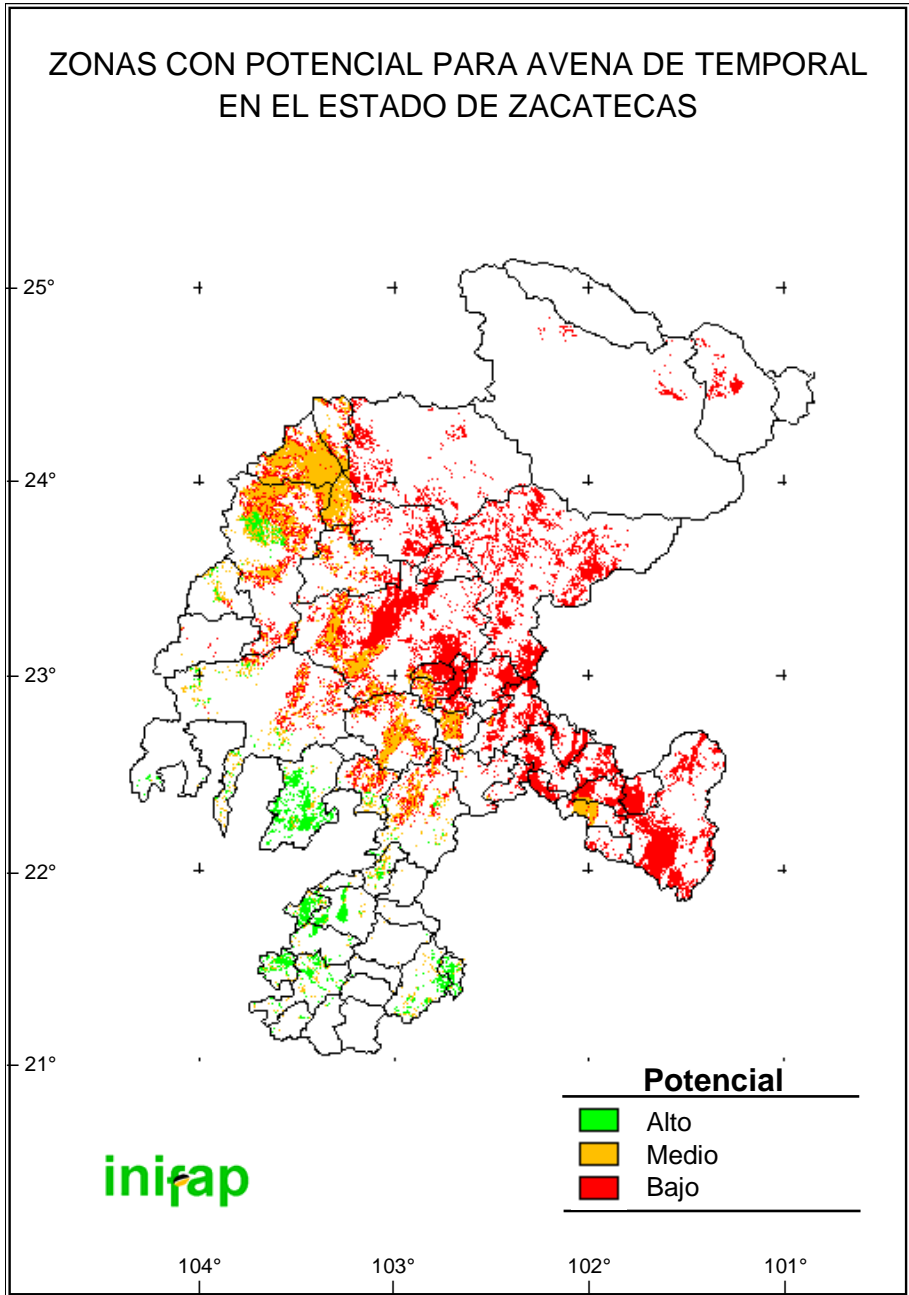 ZONAS CON POTENCIAL PARA AVENA DE TEMPORAL
EN EL ESTADO DE ZACATECAS
25°
24°
23°
22°
21°
Potencial
Alto
Medio
Bajo
inifap
104°
103°
102°
101°